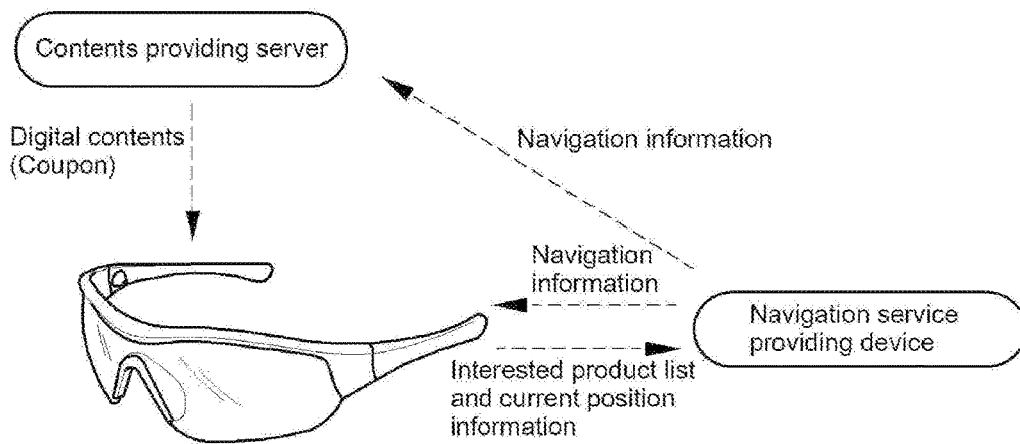 Contents providing server
Digital contents
(Coupon)
Navigation information
Navigation
information
Navigation service
providing device
Interested product list
and current position
information